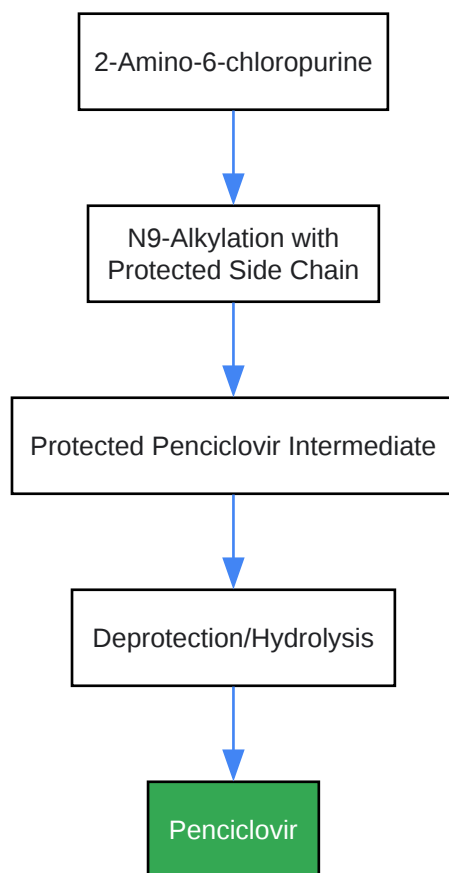 2-Amino-6-chloropurine
N9-Alkylation with
Protected Side Chain
Protected Penciclovir Intermediate
Deprotection/Hydrolysis
Penciclovir